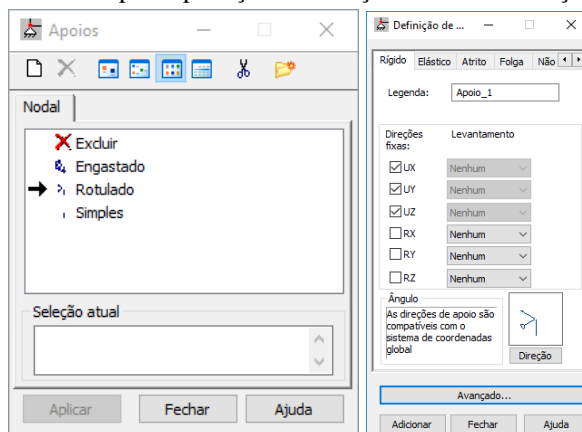 Apoios
Nodal
Excluir
Engastado
Rotulado
Simples
Seleção atual
Aplicar Fechar Ajuda
Definição de ...
Rígido Elástico Atrito Folga Não
Legenda: Apoio_1
Direções Levantamento
fixas:
UX Nenhum
UY Nenhum
UZ Nenhum
RX Nenhum
RY Nenhum
RZ Nenhum
Ângulo
As direções de apoio são
compatíveis com o
sistema de coordenadas
global
Direção
Avançado...
Adicionar Fechar Ajuda